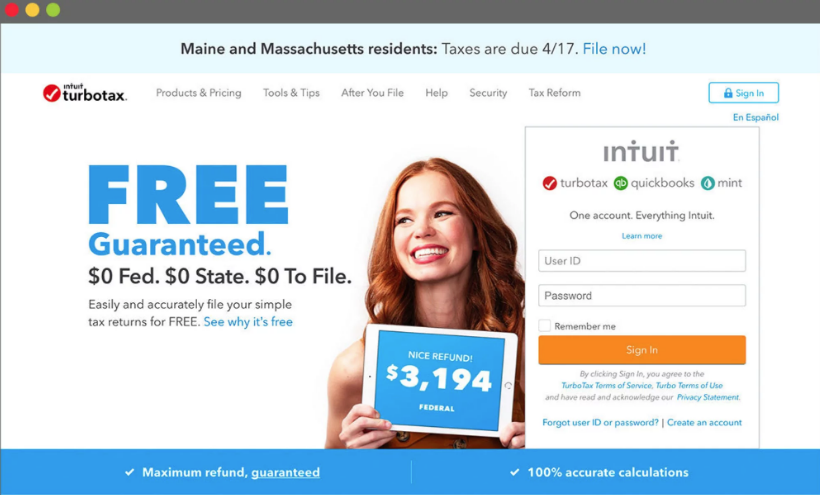 Maine and Massachusetts residents: Taxes are due 4/17. File now!
intuit
turbotax.
Products & Pricing
Tools & Tips
After You File
Help
Security
Tax Reform
Sign In
En Español
FREE
Guaranteed.
$0 Fed. $0 State. $0 To File.
Easily and accurately file your simple
tax returns for FREE. See why it's free
NICE REFUND!
$3,194
FEDERAL
intuit
turbotax qb quickbooks mint
One account. Everything Intuit.
Learn more
User ID
Password
Remember me
Sign In
By clicking Sign In, you agree to the
TurboTax Terms of Service, Turbo Terms of Use
and have read and acknowledge our Privacy Statement.
Forgot user ID or password? | Create an account
Maximum refund, guaranteed
100% accurate calculations